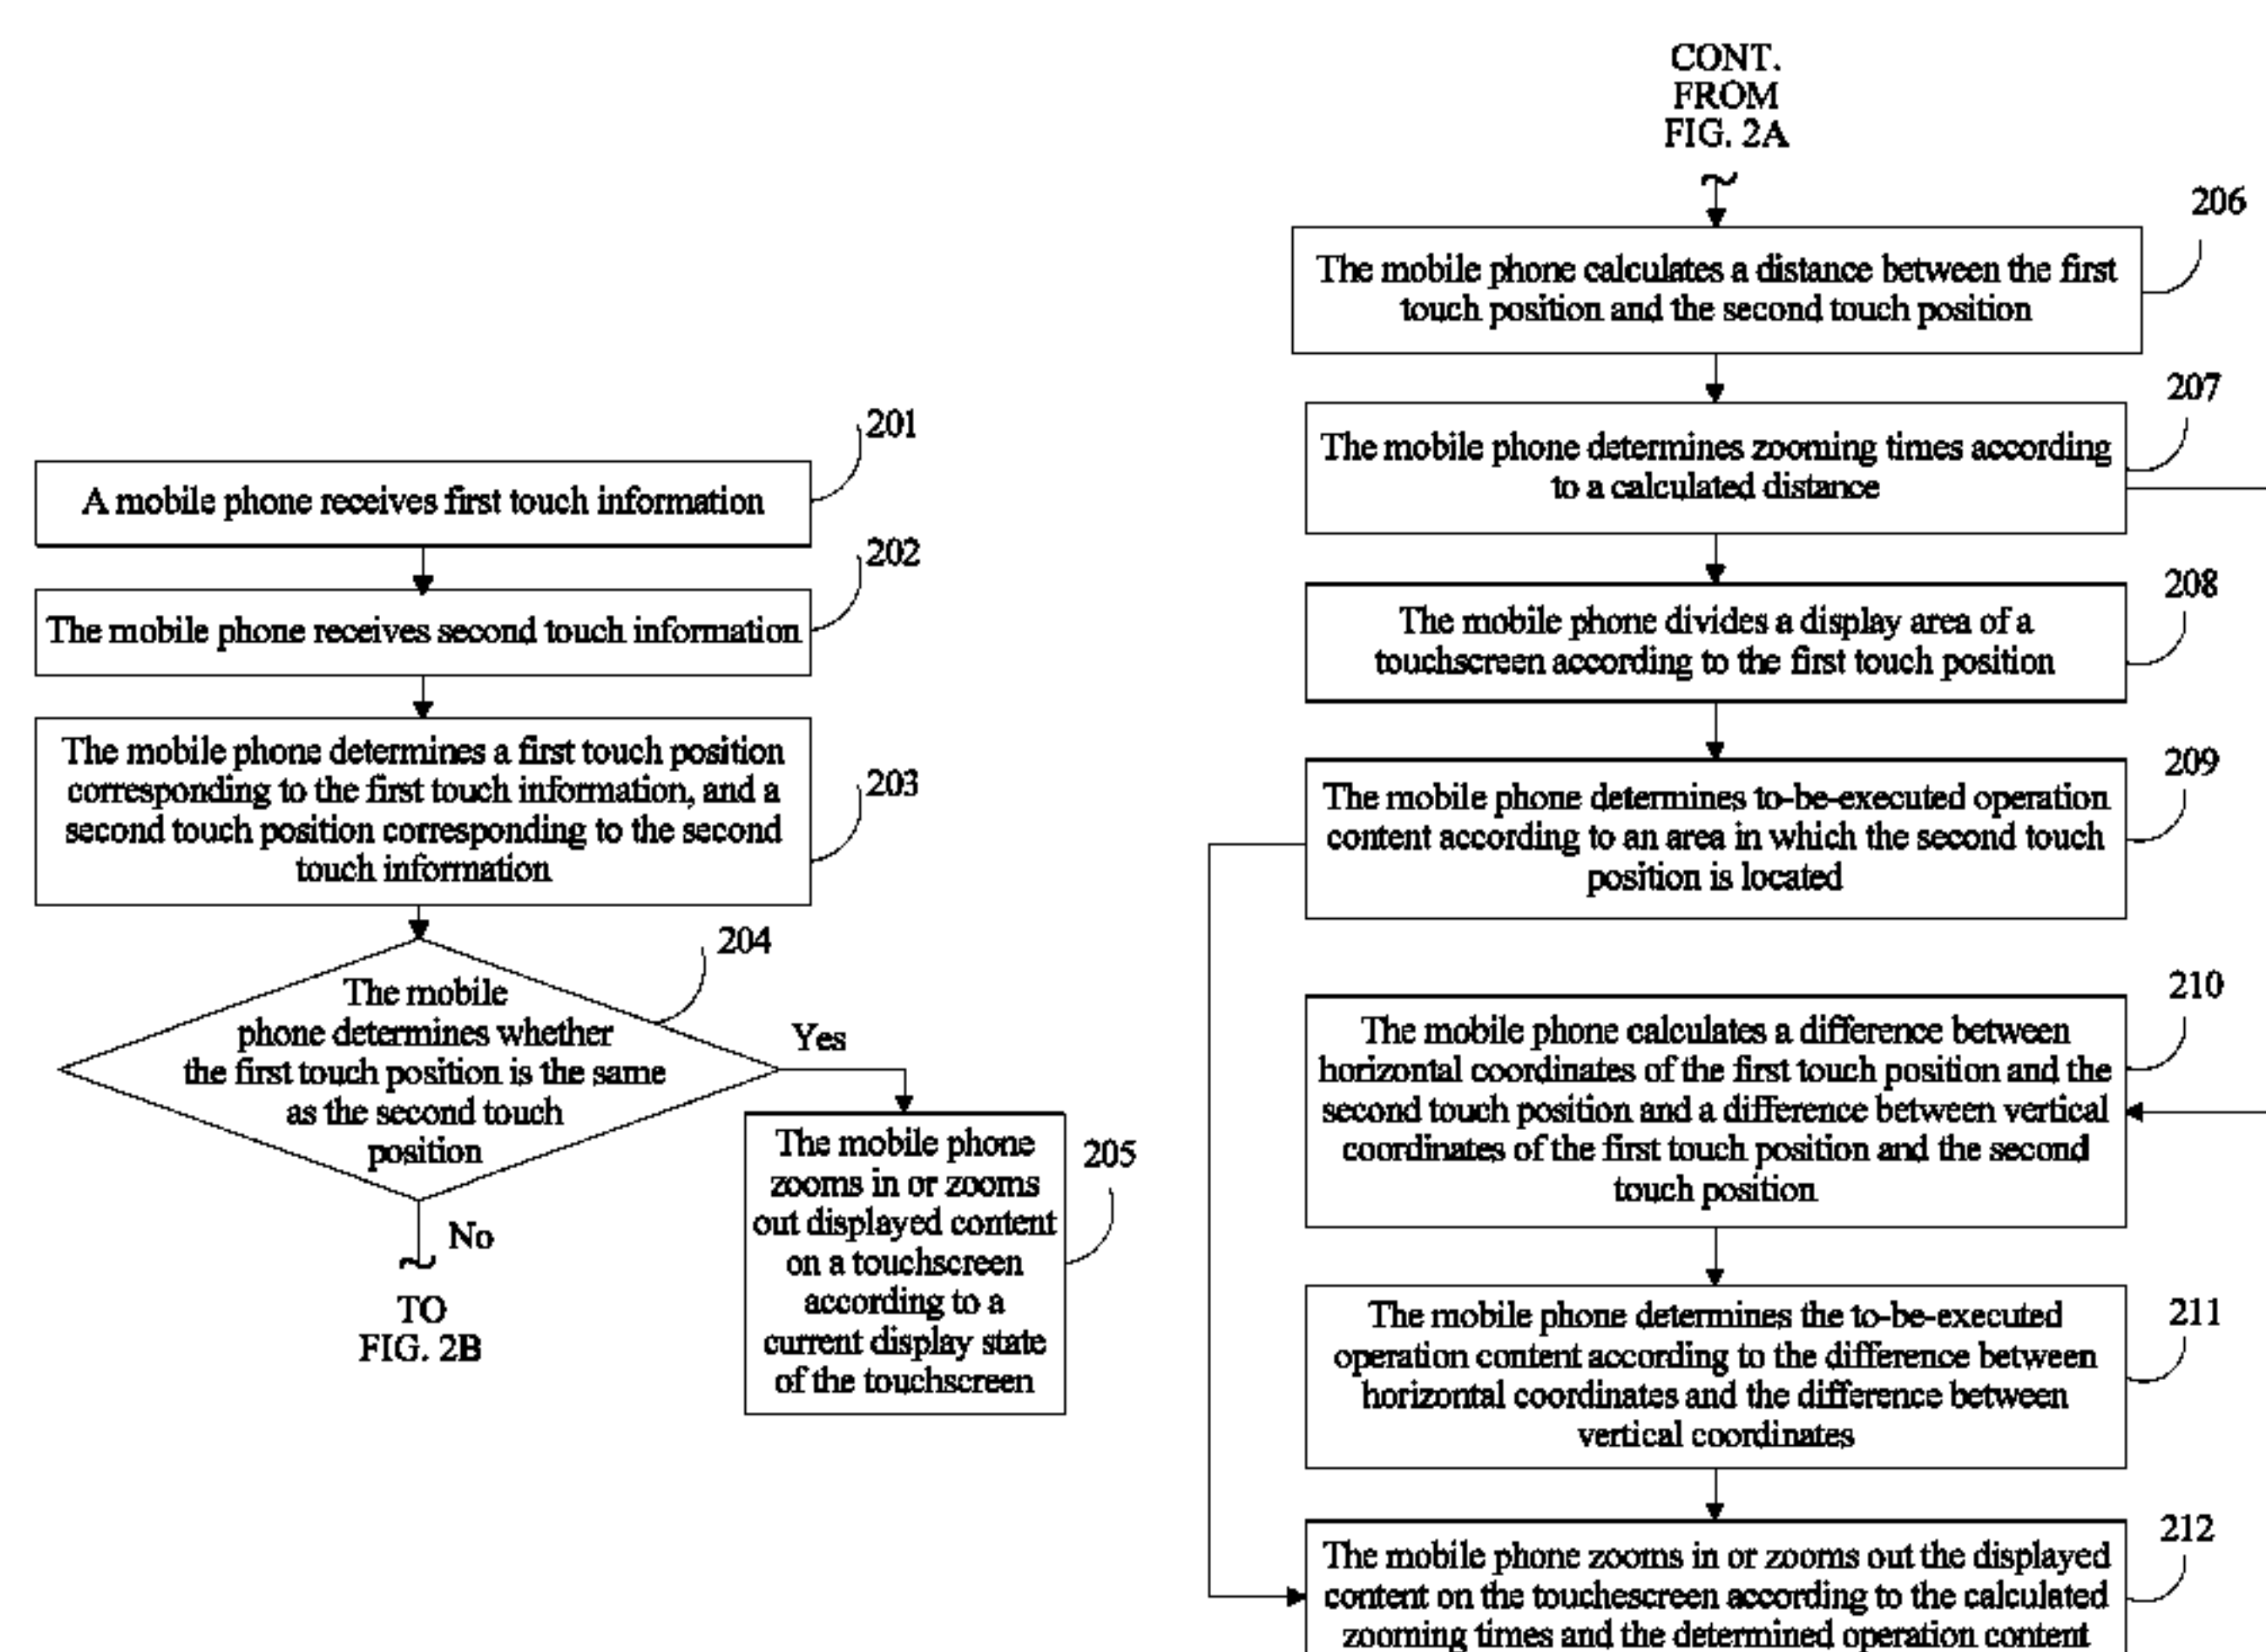 201
A mobile phone receives first touch information
202
The mobile phone receives second touch information
203
The mobile phone determines a first touch position
corresponding to the first touch information, and a
second touch position corresponding to the second
touch information
204
The mobile
phone determines whether
the first touch position is the same
as the second touch
position
Yes
No
TO
FIG. 2B
205
The mobile phone
zooms in or zooms
out displayed content
on a touchscreen
according to a
current display state
of the touchscreen
CONT.
FROM
FIG. 2A
206
The mobile phone calculates a distance between the first
touch position and the second touch position
207
The mobile phone determines zooming times according
to a calculated distance
208
The mobile phone divides a display area of a
touchscreen according to the first touch position
209
The mobile phone determines to-be-executed operation
content according to an area in which the second touch
position is located
210
The mobile phone calculates a difference between
horizontal coordinates of the first touch position and the
second touch position and a difference between vertical
coordinates of the first touch position and the second
touch position
211
The mobile phone determines the to-be-executed
operation content according to the difference between
horizontal coordinates and the difference between
vertical coordinates
212
The mobile phone zooms in or zooms out the displayed
content on the touchescreen according to the calculated
zooming times and the determined operation content